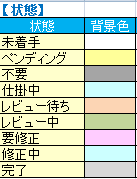 【状態】
状態 背景色
未着手
ペンディング
不要
仕掛中
レビュー待ち
レビュー中
要修正
修正中
完了